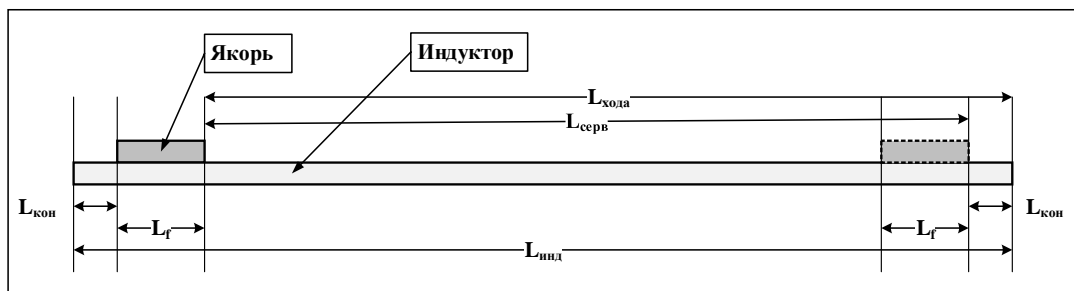 Якорь
Индуктор
Lхода
Lсерв
Lкон
Lf
Lf
Lкон
Lинд